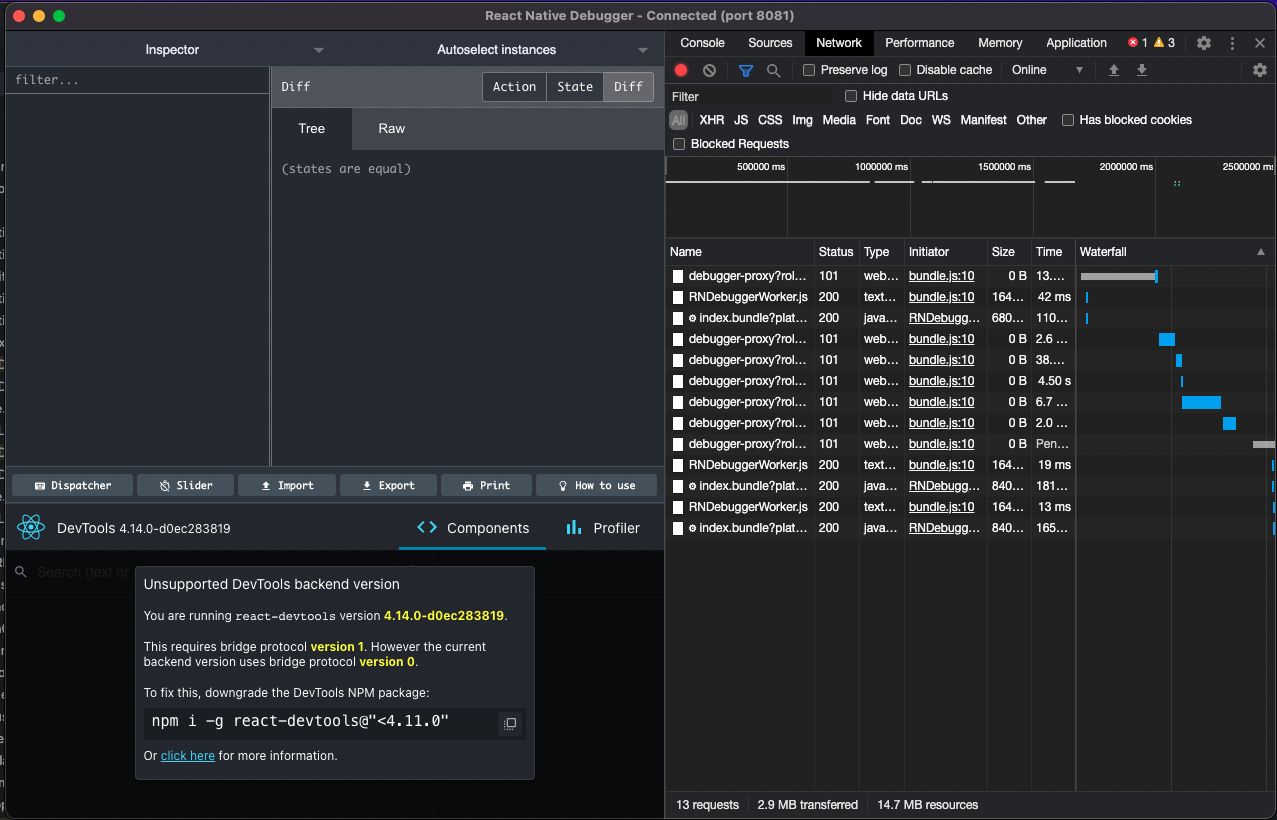 React Native Debugger - Connected (port 8081)
Inspector
Autoselect instances
filter...
Diff
Action State Diff
Tree Raw
(states are equal)
Dispatcher Slider Import Export Print How to use
DevTools 4.14.0-d0ec283819
Components Profiler
Search (text or
Unsupported DevTools backend version
You are running react-devtools version 4.14.0-d0ec283819.
This requires bridge protocol version 1. However the current
backend version uses bridge protocol version 0.
To fix this, downgrade the DevTools NPM package:
npm i -g react-devtools@"<4.11.0"
Or click here for more information.
Console Sources Network Performance Memory Application 1 3
Preserve log Disable cache Online
Filter Hide data URLs
All XHR JS CSS Img Media Font Doc WS Manifest Other Has blocked cookies
Blocked Requests
500000 ms 1000000 ms 1500000 ms 2000000 ms 2500000 ms
Name Status Type Initiator Size Time Waterfall
debugger-proxy?rol... 101 web... bundle.js:10 0 B 13....
RNDebuggerWorker.js 200 text... bundle.js:10 164... 42 ms
index.bundle?plat... 200 java... RNDebugg... 680... 110...
debugger-proxy?rol... 101 web... bundle.js:10 0 B 2.6 ...
debugger-proxy?rol... 101 web... bundle.js:10 0 B 38....
debugger-proxy?rol... 101 web... bundle.js:10 0 B 4.50 s
debugger-proxy?rol... 101 web... bundle.js:10 0 B 6.7 ...
debugger-proxy?rol... 101 web... bundle.js:10 0 B 2.0 ...
debugger-proxy?rol... 101 web... bundle.js:10 0 B Pen...
RNDebuggerWorker.js 200 text... bundle.js:10 164... 19 ms
index.bundle?plat... 200 java... RNDebugg... 840... 181...
RNDebuggerWorker.js 200 text... bundle.js:10 164... 13 ms
index.bundle?plat... 200 java... RNDebugg... 840... 165...
13 requests 2.9 MB transferred 14.7 MB resources